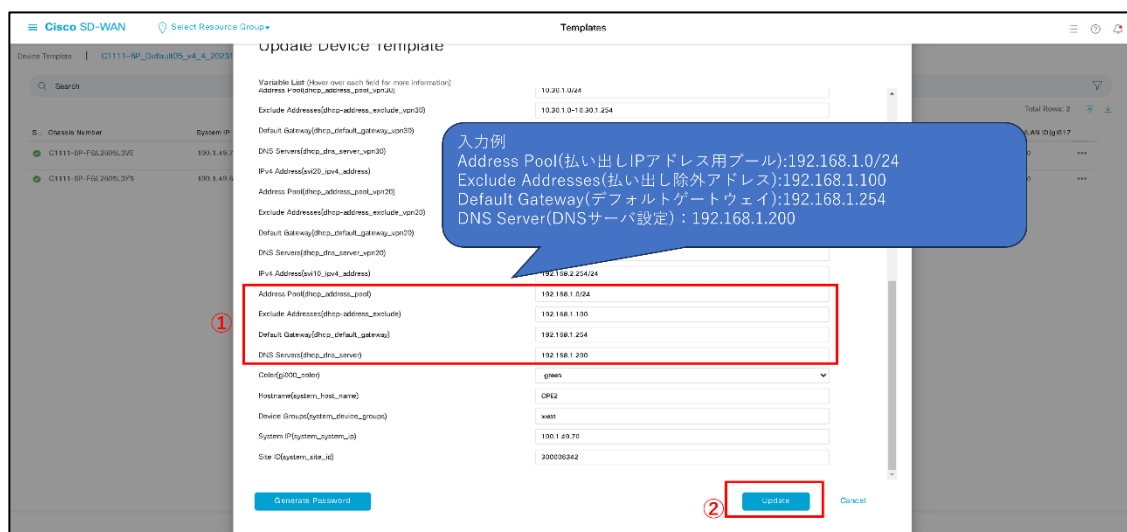 Cisco SD-WAN
Select Resource Group
Templates
Device Template
C1111-8P_Default05_v4_4_20231
Update Device Template
Search
Variable List (Hover over each field for more information)
Total Rows: 2
Address Pool(dhcp_address_pool_vpn30)
10.30.1.0/24
Exclude Addresses(dhcp-address_exclude_vpn30)
10.30.1.0-10.30.1.254
S... Chassis Number
System IP
Default Gateway(dhcp_default_gateway_vpn30)
C1111-8P-FGL2605L3VE
100.1.49.7
DNS Servers(dhcp_dns_server_vpn30)
IPv4 Address(svi20_ipv4_address)
C1111-8P-FGL2605L3Y5
100.1.49.6
Address Pool(dhcp_address_pool_vpn20)
Exclude Addresses(dhcp-address_exclude_vpn20)
Default Gateway(dhcp_default_gateway_vpn20)
DNS Servers(dhcp_dns_server_vpn20)
入力例
Address Pool(払い出しIPアドレス用プール):192.168.1.0/24
Exclude Addresses(払い出し除外アドレス):192.168.1.100
Default Gateway(デフォルトゲートウェイ):192.168.1.254
DNS Server(DNSサーバ設定)：192.168.1.200
IPv4 Address(svi10_ipv4_address)
192.168.2.254/24
①
Address Pool(dhcp_address_pool)
192.168.1.0/24
Exclude Addresses(dhcp-address_exclude)
192.168.1.100
Default Gateway(dhcp_default_gateway)
192.168.1.254
DNS Servers(dhcp_dns_server)
192.168.1.200
Color(gi000_color)
green
Hostname(system_host_name)
CPE2
Device Groups(system_device_groups)
west
System IP(system_system_ip)
100.1.49.70
Site ID(system_site_id)
300006342
Generate Password
②
Update
Cancel